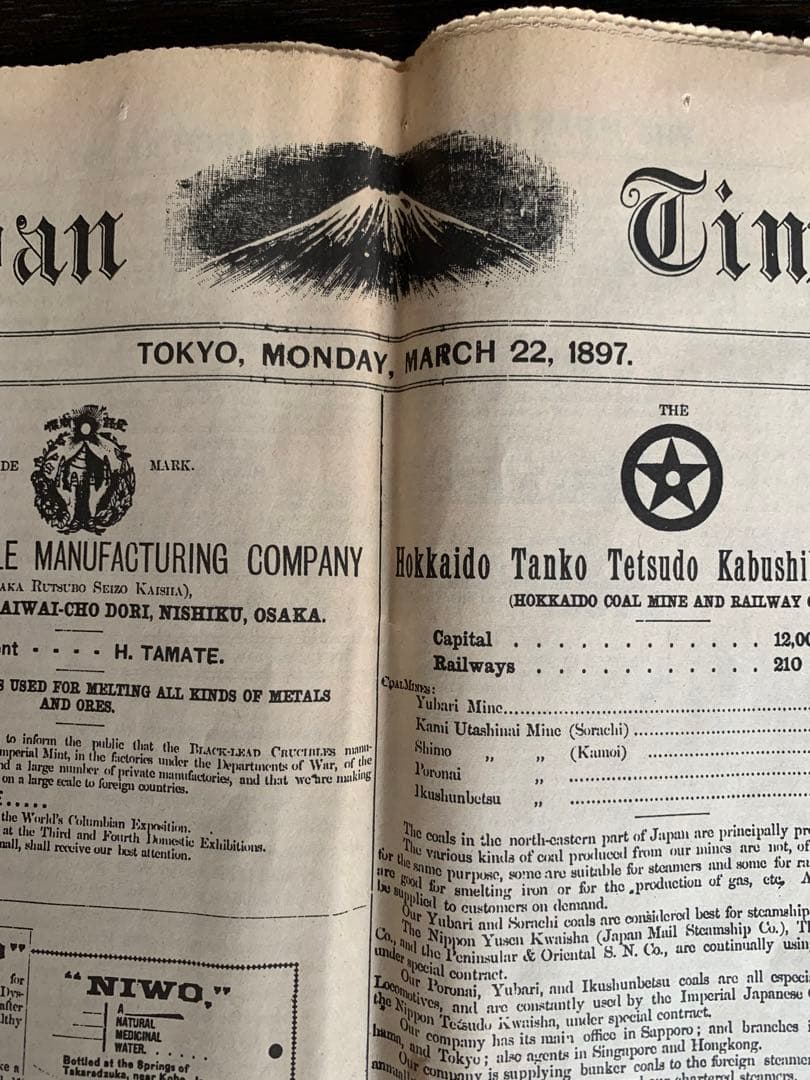 an Tim
TOKYO, MONDAY, MARCH 22, 1897.
DE MARK.
LE MANUFACTURING COMPANY
AKA RUTSUBO SEIZO KAISHA),
AIWAI-CHO DORI, NISHIKU, OSAKA.
nt - - - - H. TAMATE.
S USED FOR MELTING ALL KINDS OF METALS
AND ORES.
to inform the public that the BLACK-LEAD CRUCIBLES manu-
mperial Mint, in the factories under the Departments of War, of the
nd a large number of private manufactories, and that we are making
on a large scale to foreign countries.
E.....
the World's Columbian Exposition.
at the Third and Fourth Domestic Exhibitions.
mall, shall receive our best attention.
for
Dys-
after
lthy
ke a
"NIWO,"
A
NATURAL
MEDICINAL
WATER......
Bottled at the Springs of
Takaradzuka, near Kobe,
THE
Hokkaido Tanko Tetsudo Kabushi
(HOKKAIDO COAL MINE AND RAILWAY
Capital . . . . . . . . . . . . 12,00
Railways . . . . . . . . . . . 210
COAL MINES:
Yubari Mine
Kami Utashinai Mine (Sorachi)
Shimo „ „ (Kamoi)
Poronai „
Ikushunbetsu „
The coals in the north-eastern part of Japan are principally pr
The various kinds of coal produced from our mines are not, of
for the same purpose, some are suitable for steamers and some for ra
are good for smelting iron or for the production of gas, etc. A
be supplied to customers on demand.
Our Yubari and Sorachi coals are considered best for steamship
The Nippon Yusen Kwaisha (Japan Mail Steamship Co.), Th
Co., and the Peninsular & Oriental S. N. Co., are continually usin
under special contract.
Our Poronai, Yubari, and Ikushunbetsu coals are all especi
Locomotives, and are constantly used by the Imperial Japanese
the Nippon Tetsudo Kwaisha, under special contract.
Our company has its main office in Sapporo; and branches i
hama, and Tokyo; also agents in Singapore and Hongkong.
Our company is supplying bunker coals to the foreign steamer
annually
chartered steamers.